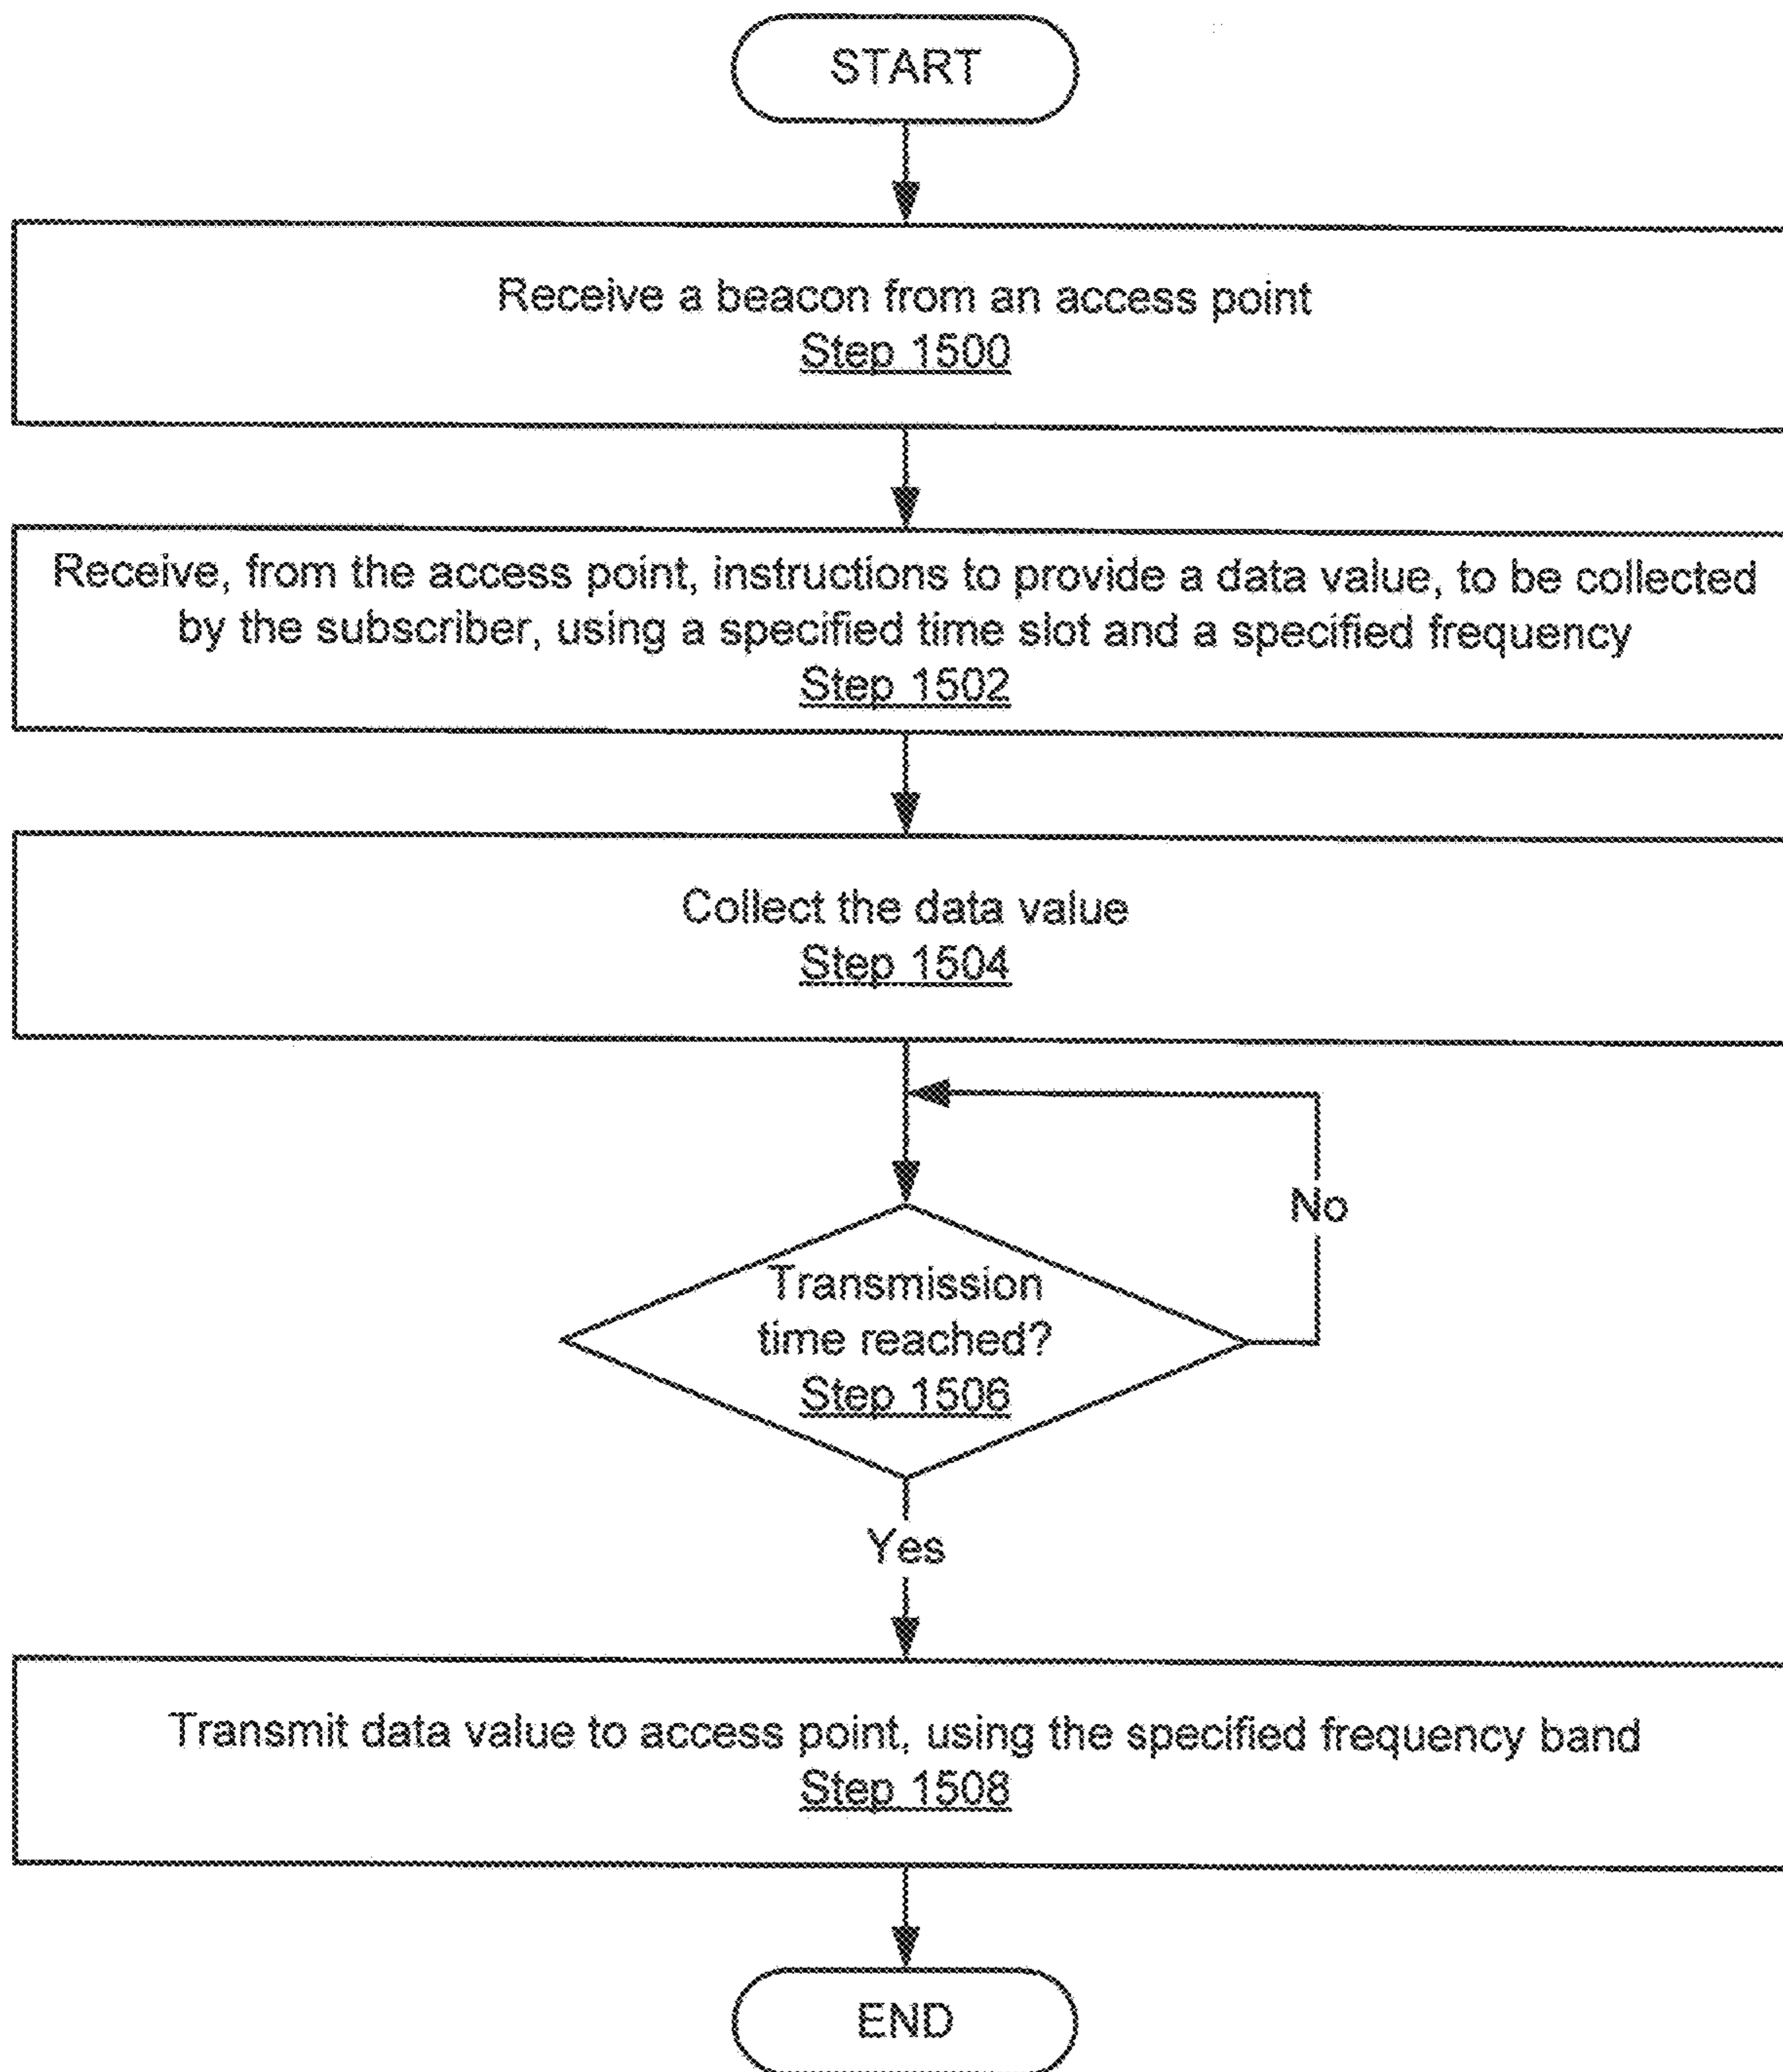 START
Receive a beacon from an access point
Step 1500
Receive, from the access point, instructions to provide a data value, to be collected
by the subscriber, using a specified time slot and a specified frequency
Step 1502
Collect the data value
Step 1504
No
Transmission
time reached?
Step 1506
Yes
Transmit data value to access point, using the specified frequency band
Step 1508
END